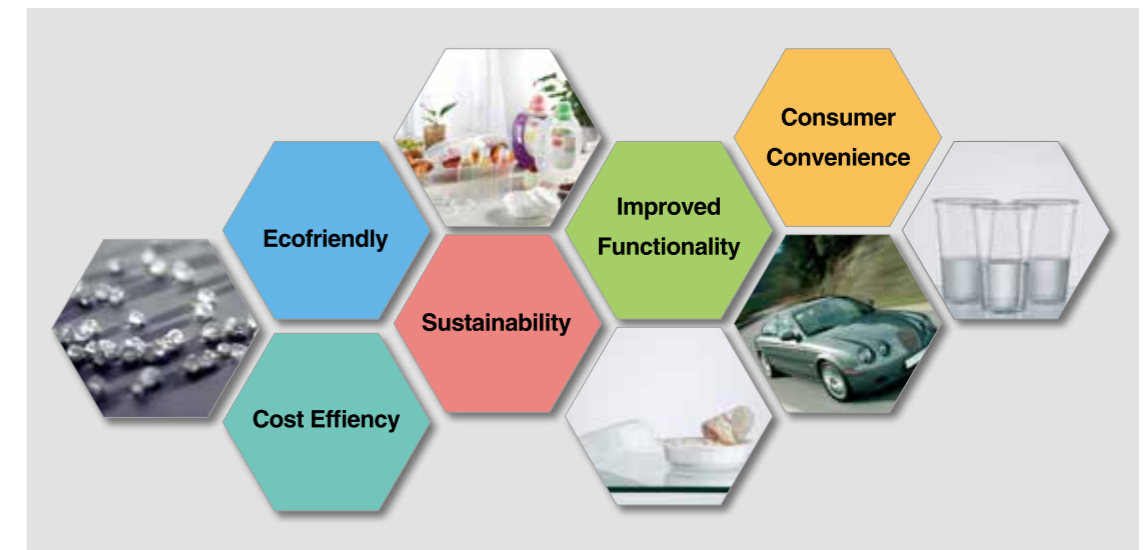 Consumer
Convenience
Improved
Functionality
Ecofriendly
Sustainability
Cost Effiency